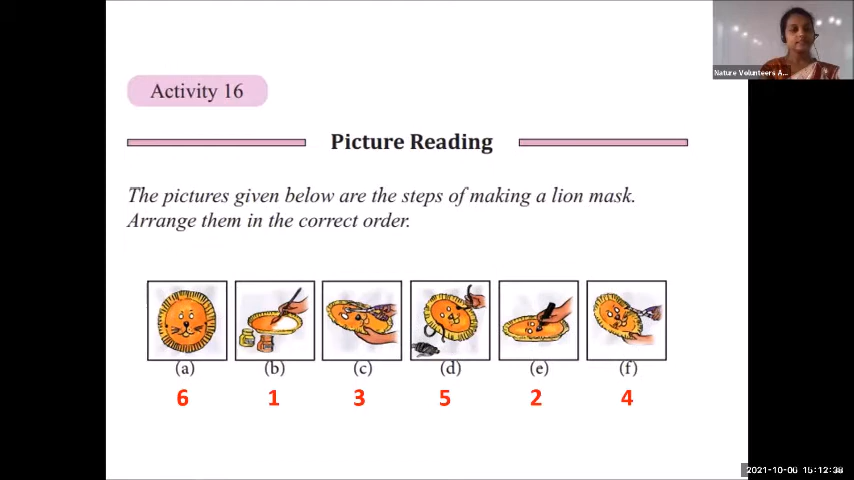 Nature Volunteers A...
Activity 16
Picture Reading
The pictures given below are the steps of making a lion mask.
Arrange them in the correct order.
(a) (b) (c) (d) (e) (f)
6 1 3 5 2 4
2021-10-06 15:12:38